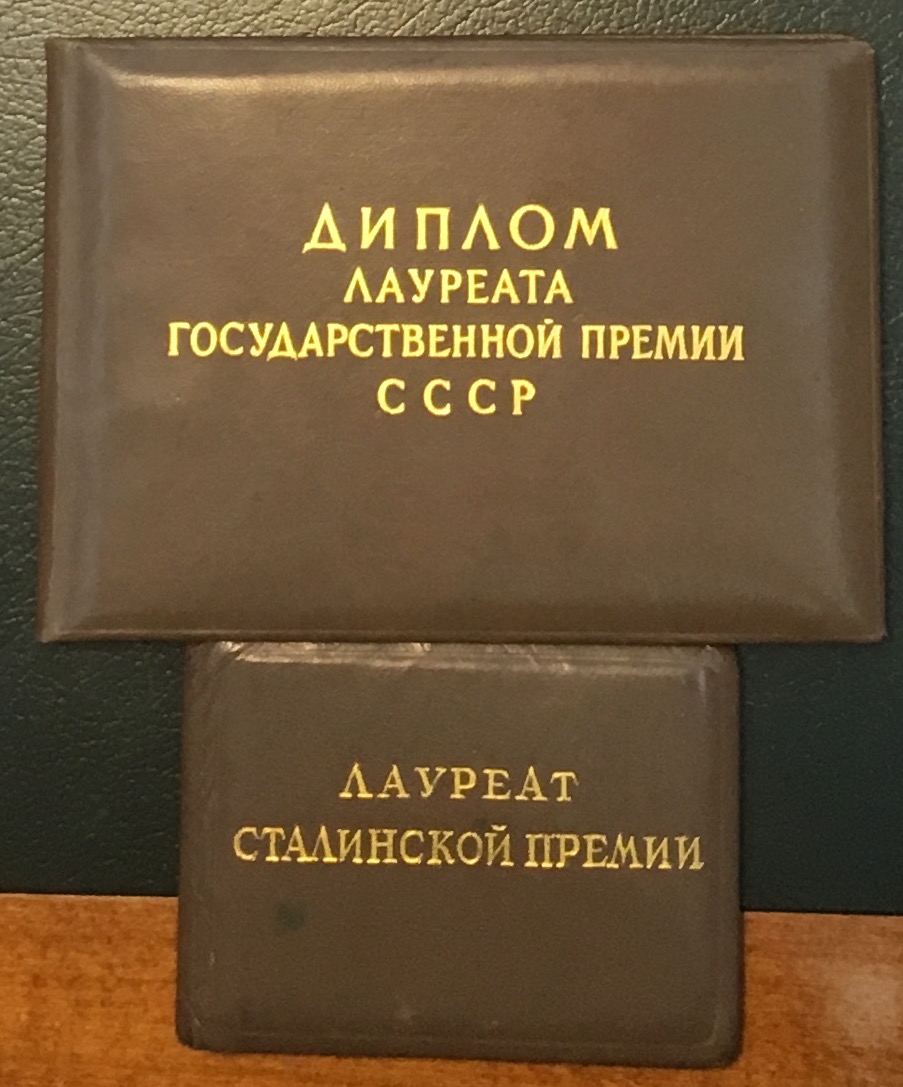 ДИПЛОМ
ЛАУРЕАТА
ГОСУДАРСТВЕННОЙ ПРЕМИИ
СССР
ЛАУРЕАТ
СТАЛИНСКОЙ ПРЕМИИ